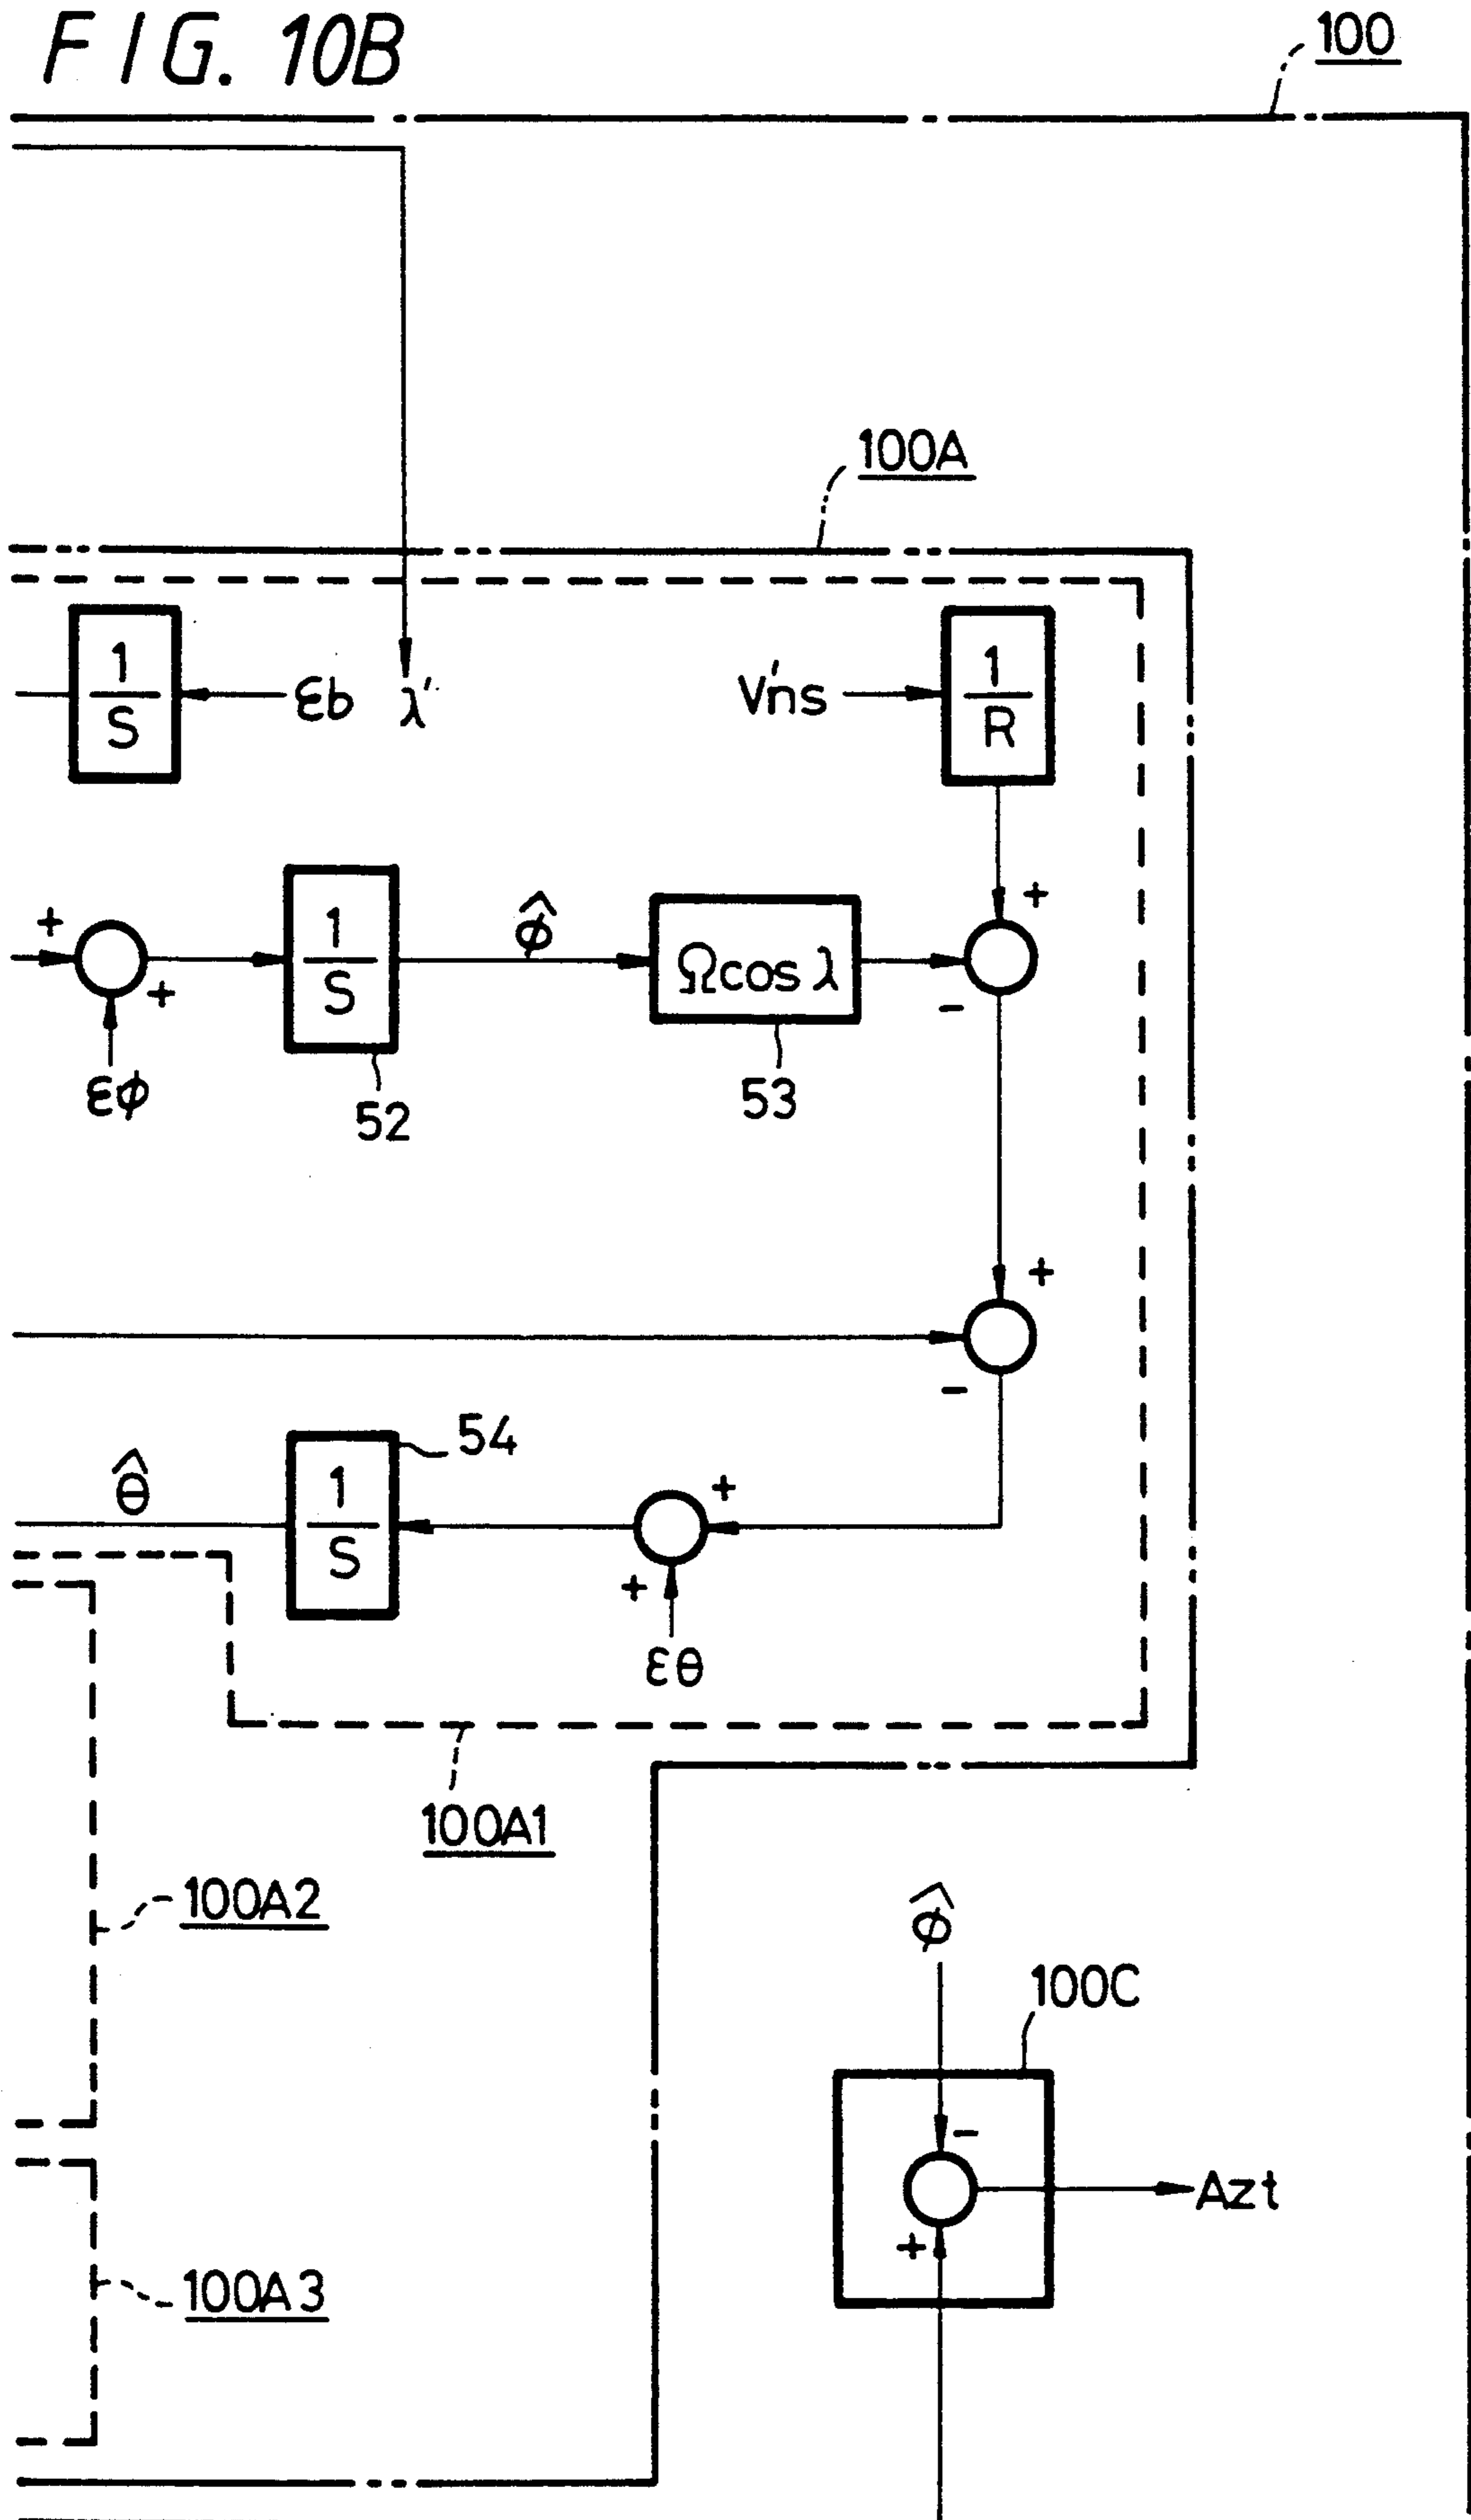 FIG. 10B
100
100A
1/S
εb
λ'
V'ns
1/R
+
+
+
1/S
φ̂
Ωcos λ
-
εφ
52
53
+
-
54
θ̂
1/S
+
+
εθ
100A1
100A2
φ̂
100C
-
Azt
+
100A3